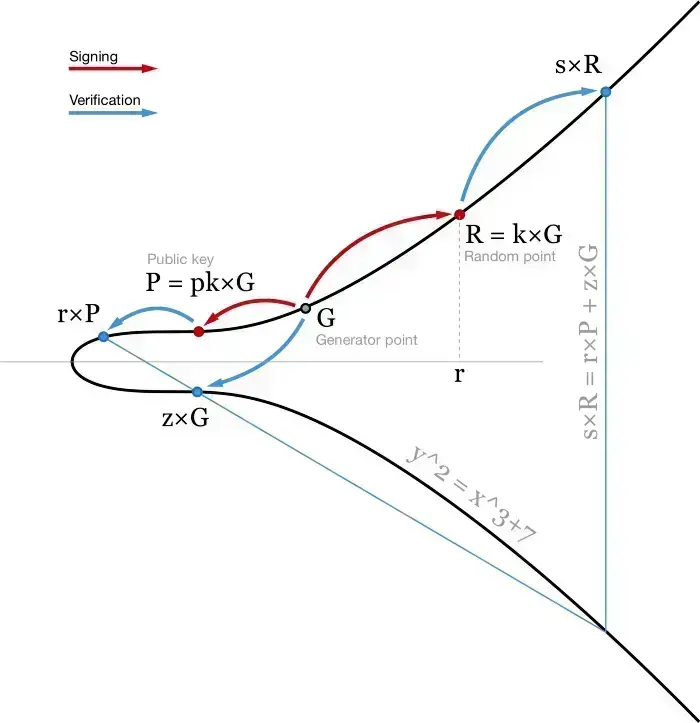 Signing
Verification
s×R
R = k×G
Random point
Public key
P = pk×G
r×P
G
Generator point
r
z×G
s×R = r×P + z×G
y^2 = x^3+7